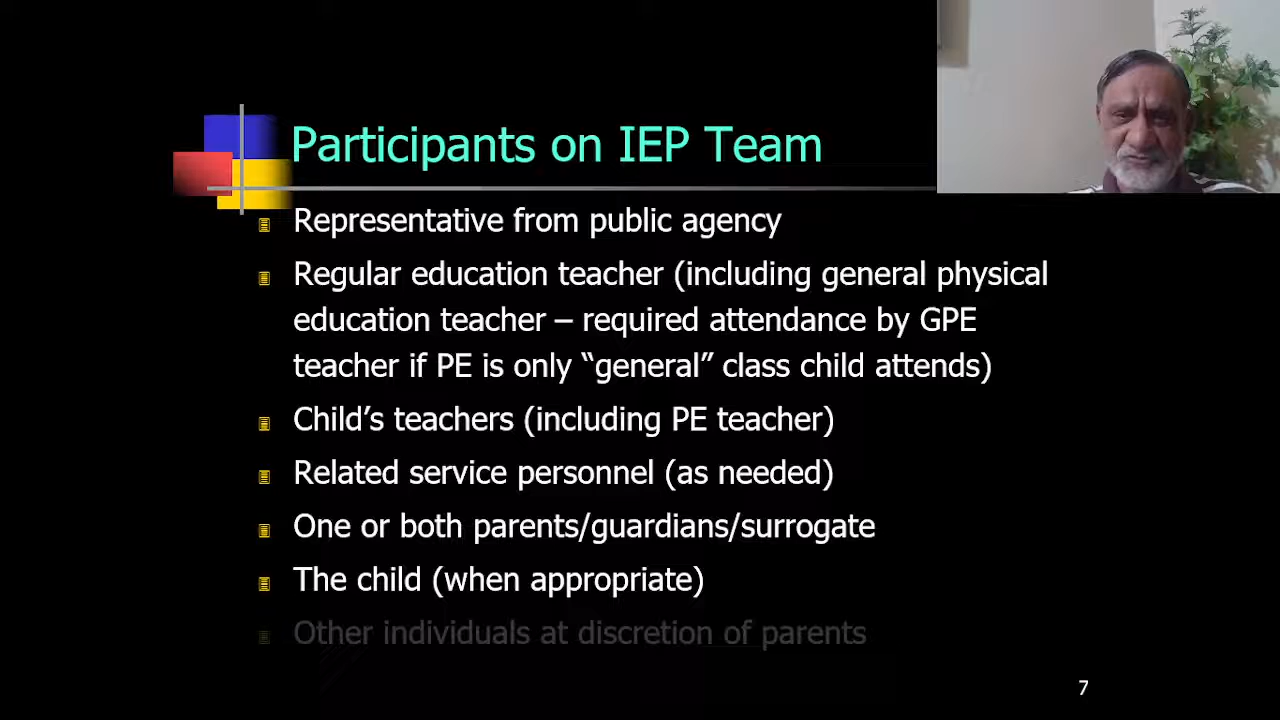 Participants on IEP Team
Representative from public agency
Regular education teacher (including general physical
education teacher – required attendance by GPE
teacher if PE is only “general” class child attends)
Child’s teachers (including PE teacher)
Related service personnel (as needed)
One or both parents/guardians/surrogate
The child (when appropriate)
Other individuals at discretion of parents
7